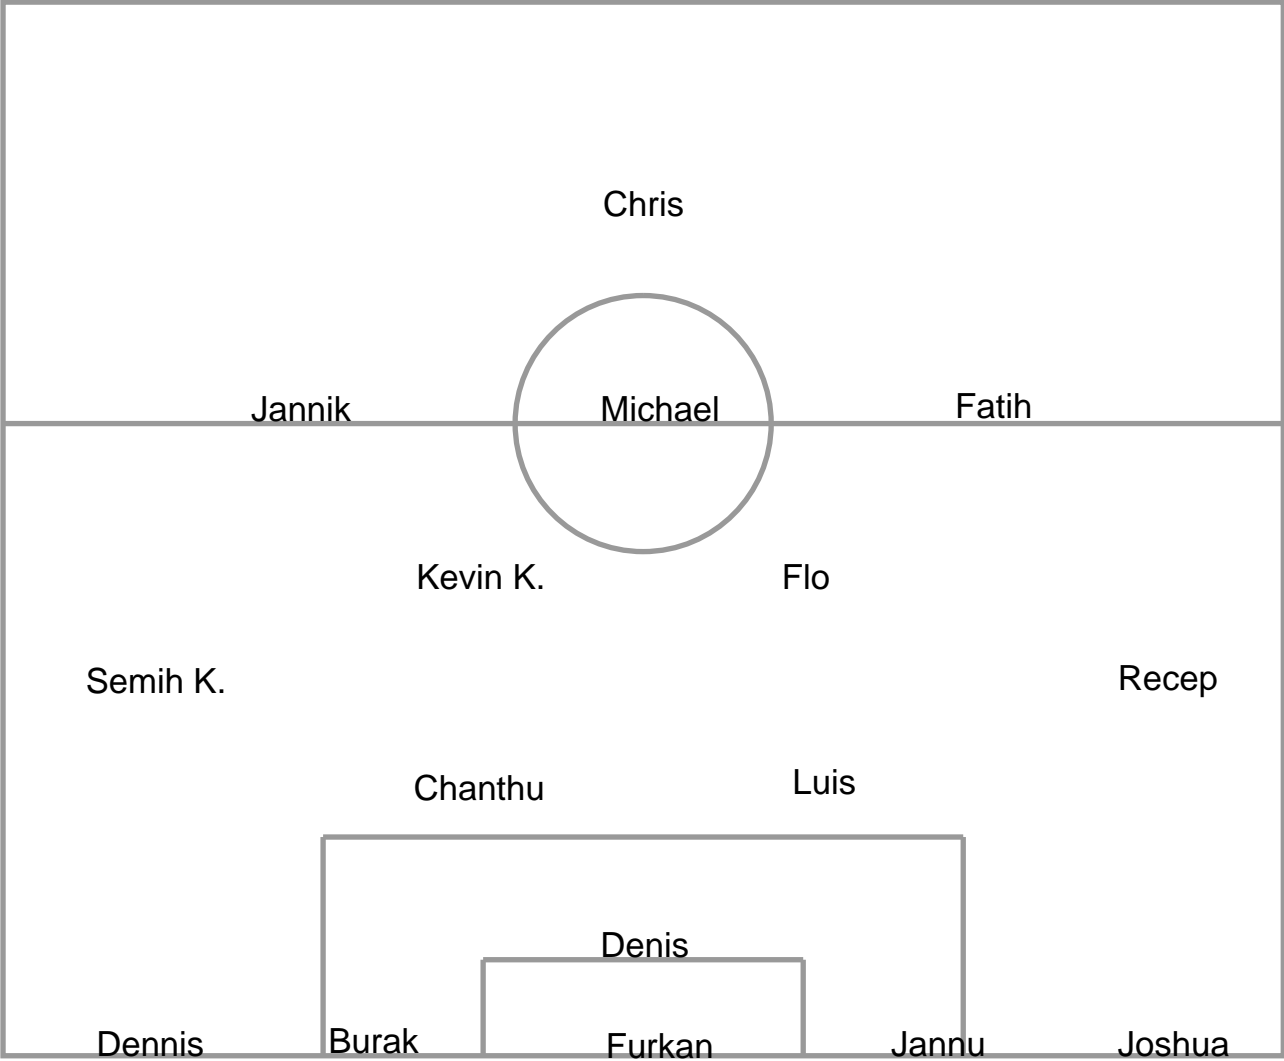 Chris
Jannik Michael Fatih
Kevin K. Flo
Semih K. Recep
Chanthu Luis
Denis
Dennis Burak Furkan Jannu Joshua